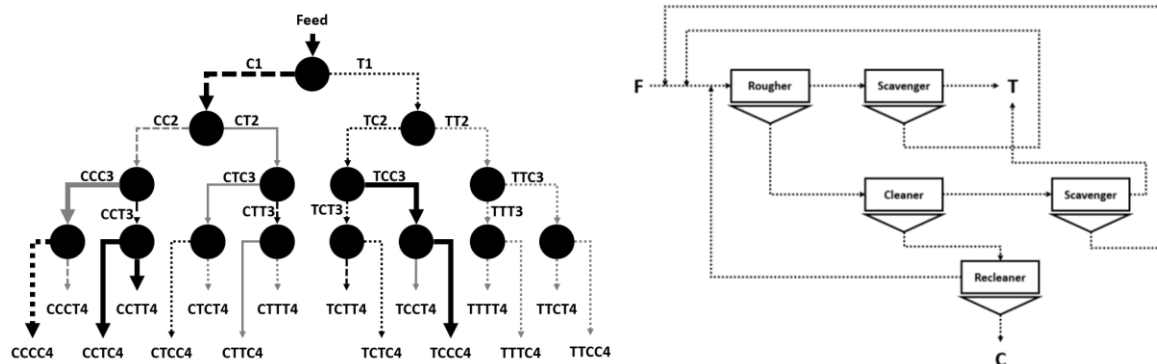 Feed
C1 T1
CC2 CT2 TC2 TT2
CCC3 CTC3 TCC3 TTC3
CCT3 CTT3 TCT3 TTT3
CCCT4 CCTT4 CTCT4 CTTT4 TCTT4 TCCT4 TTTT4 TTCT4
CCCC4 CCTC4 CTCC4 CTTC4 TCTC4 TCCC4 TTTC4 TTCC4
F Rougher Scavenger T
Cleaner Scavenger
Recleaner
C